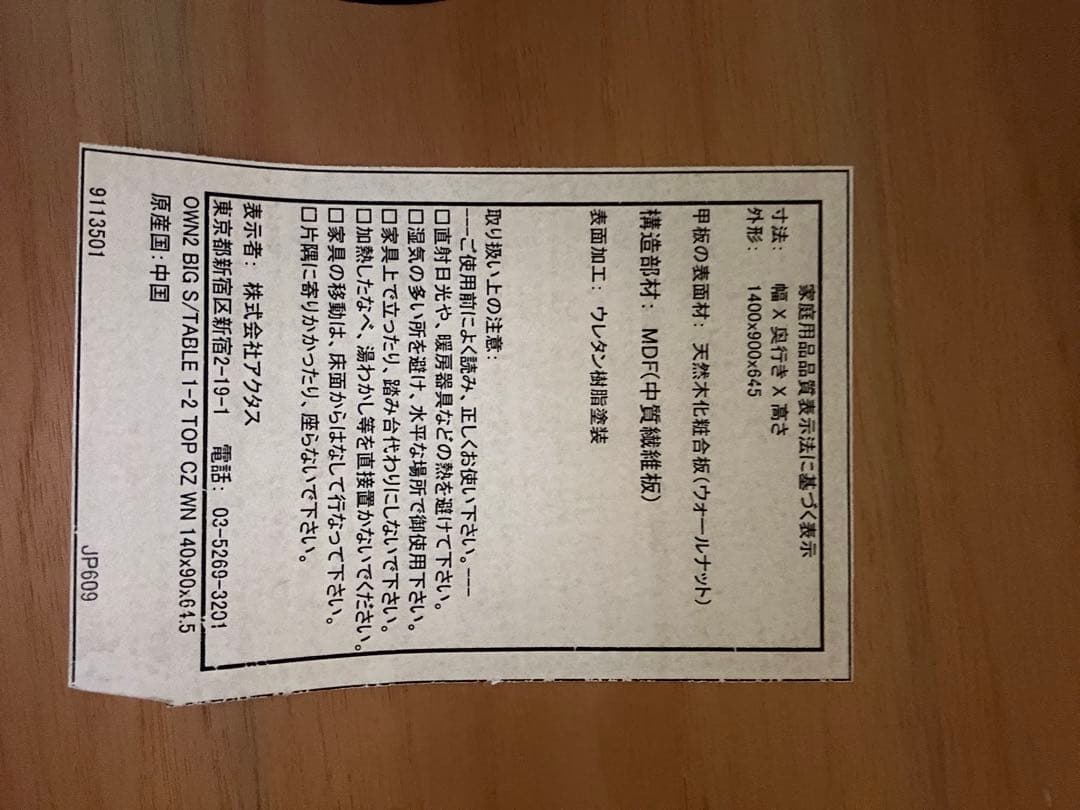 家庭用品品質表示法に基づく表示
寸法： 幅 X 奥行き X 高さ
外形： 1400x900x645
甲板の表面材： 天然木化粧合板(ウォールナット)
構造部材： MDF(中質繊維板)
表面加工： ウレタン樹脂塗装
取り扱い上の注意：
---ご使用前によく読み、正しくお使い下さい。---
□直射日光や、暖房器具などの熱を避けて下さい。
□湿気の多い所を避け、水平な場所で御使用下さい。
□家具上で立ったり、踏み台代わりにしないで下さい。
□加熱したなべ、湯わかし等を直接置かないでください。
□家具の移動は、床面からはなして行なって下さい。
□片隅に寄りかかったり、座らないで下さい。
表示者： 株式会社アクタス
東京都新宿区新宿2-19-1 電話： 03-5269-3201
OWN2 BIG S/TABLE 1-2 TOP CZ WN 140x90x64.5
原産国：中国
9113501 JP609